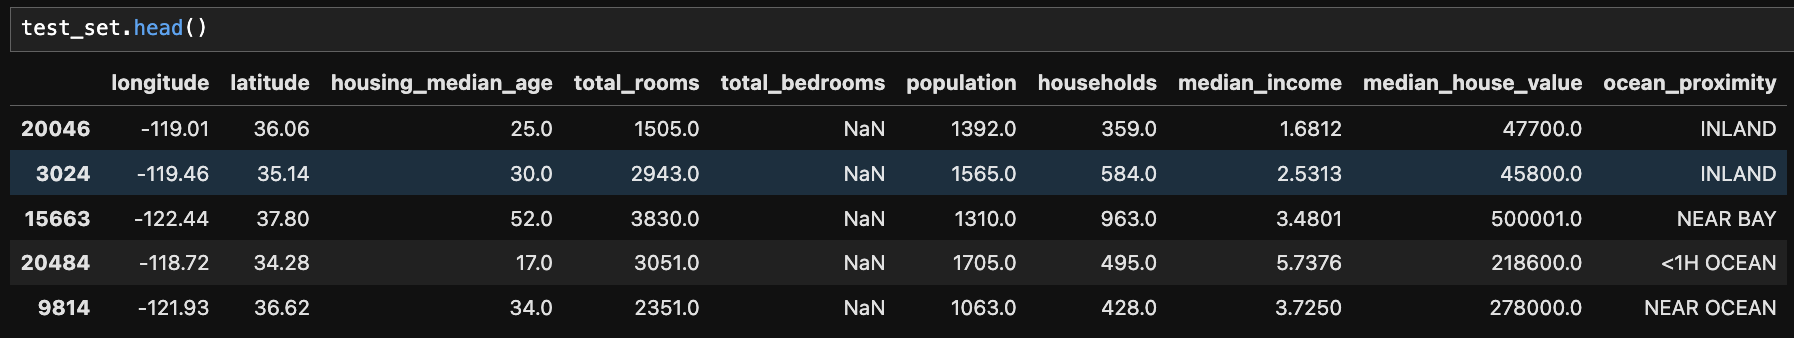 test_set.head()
longitude latitude housing_median_age total_rooms total_bedrooms population households median_income median_house_value ocean_proximity
20046 -119.01 36.06 25.0 1505.0 NaN 1392.0 359.0 1.6812 47700.0 INLAND
3024 -119.46 35.14 30.0 2943.0 NaN 1565.0 584.0 2.5313 45800.0 INLAND
15663 -122.44 37.80 52.0 3830.0 NaN 1310.0 963.0 3.4801 500001.0 NEAR BAY
20484 -118.72 34.28 17.0 3051.0 NaN 1705.0 495.0 5.7376 218600.0 <1H OCEAN
9814 -121.93 36.62 34.0 2351.0 NaN 1063.0 428.0 3.7250 278000.0 NEAR OCEAN